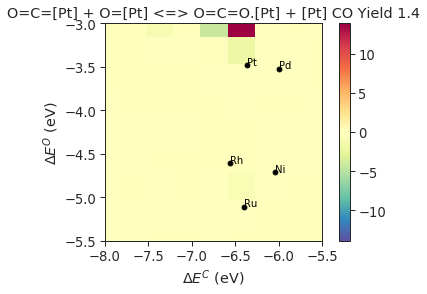 O=C=[Pt] + O=[Pt] <=> O=C=O.[Pt] + [Pt] CO Yield 1.4
−3.0
−3.5
−4.0
−4.5
−5.0
−5.5
ΔE^O (eV)
Pt
Pd
Rh
Ni
Ru
−8.0 −7.5 −7.0 −6.5 −6.0 −5.5
ΔE^C (eV)
10
5
0
−5
−10